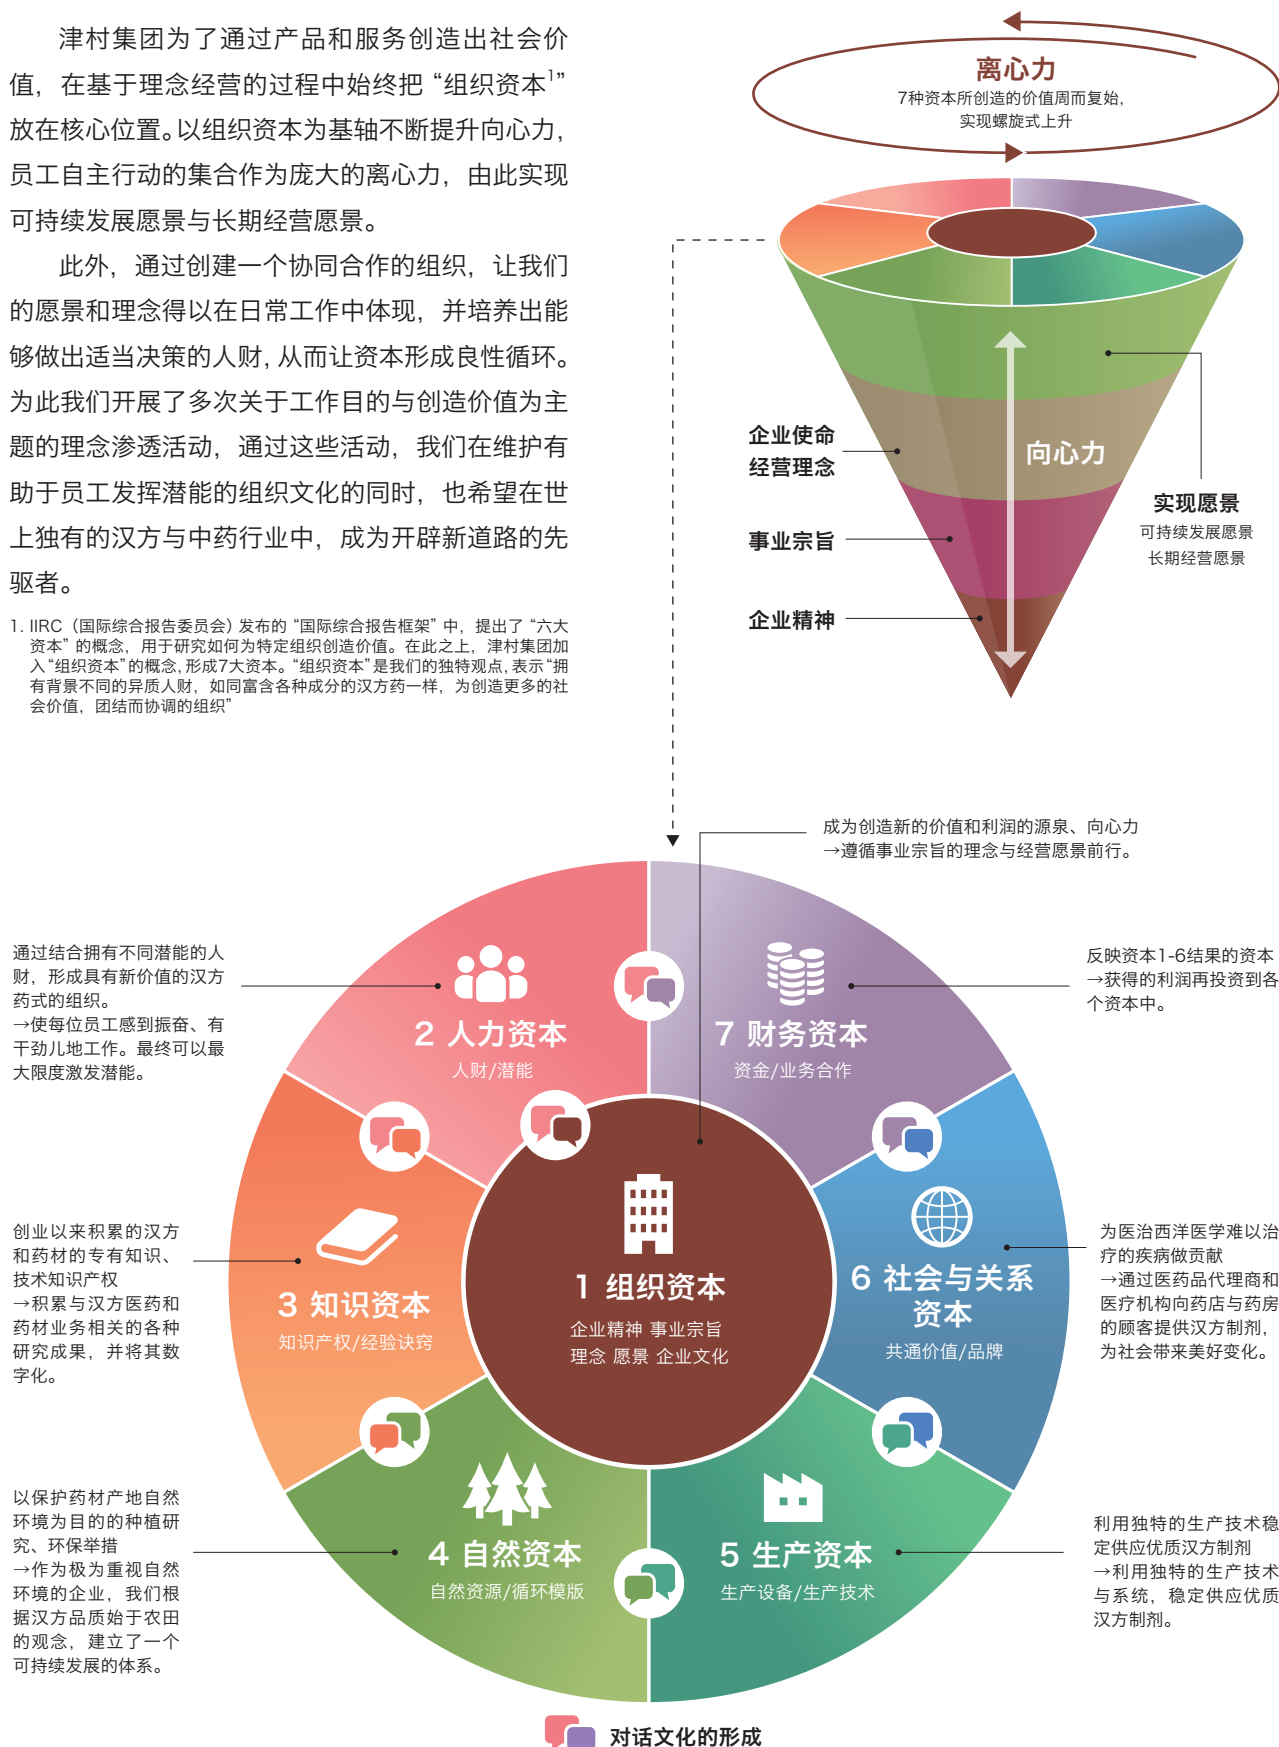 津村集团为了通过产品和服务创造出社会价
值，在基于理念经营的过程中始终把“组织资本1”
放在核心位置。以组织资本为基轴不断提升向心力，
员工自主行动的集合作为庞大的离心力，由此实现
可持续发展愿景与长期经营愿景。
此外，通过创建一个协同合作的组织，让我们
的愿景和理念得以在日常工作中体现，并培养出能
够做出适当决策的人财，从而让资本形成良性循环。
为此我们开展了多次关于工作目的与创造价值为主
题的理念渗透活动，通过这些活动，我们在维护有
助于员工发挥潜能的组织文化的同时，也希望在世
上独有的汉方与中药行业中，成为开辟新道路的先
驱者。
1. IIRC（国际综合报告委员会）发布的“国际综合报告框架”中，提出了“六大
资本”的概念，用于研究如何为特定组织创造价值。在此之上，津村集团加
入“组织资本”的概念，形成7大资本。“组织资本”是我们的独特观点，表示“拥
有背景不同的异质人财，如同富含各种成分的汉方药一样，为创造更多的社
会价值，团结而协调的组织”
离心力
7种资本所创造的价值周而复始，
实现螺旋式上升
企业使命
经营理念
向心力
实现愿景
可持续发展愿景
长期经营愿景
事业宗旨
企业精神
成为创造新的价值和利润的源泉、向心力
→遵循事业宗旨的理念与经营愿景前行。
通过结合拥有不同潜能的人
财，形成具有新价值的汉方
药式的组织。
→使每位员工感到振奋、有
干劲儿地工作。最终可以最
大限度激发潜能。
2 人力资本
人财/潜能
7 财务资本
资金/业务合作
反映资本1-6结果的资本
→获得的利润再投资到各
个资本中。
创业以来积累的汉方
和药材的专有知识、
技术知识产权
→积累与汉方医药和
药材业务相关的各种
研究成果，并将其数
字化。
3 知识资本
知识产权/经验诀窍
1 组织资本
企业精神 事业宗旨
理念 愿景 企业文化
6 社会与关系
资本
共通价值/品牌
为医治西洋医学难以治
疗的疾病做贡献
→通过医药品代理商和
医疗机构向药店与药房
的顾客提供汉方制剂，
为社会带来美好变化。
以保护药材产地自然
环境为目的的种植研
究、环保举措
→作为极为重视自然
环境的企业，我们根
据汉方品质始于农田
的观念，建立了一个
可持续发展的体系。
4 自然资本
自然资源/循环模版
5 生产资本
生产设备/生产技术
利用独特的生产技术稳
定供应优质汉方制剂
→利用独特的生产技术
与系统，稳定供应优质
汉方制剂。
对话文化的形成